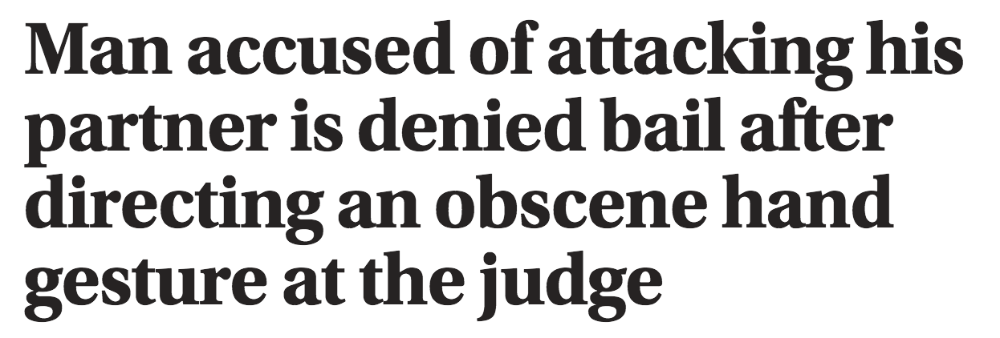 Man accused of attacking his
partner is denied bail after
directing an obscene hand
gesture at the judge